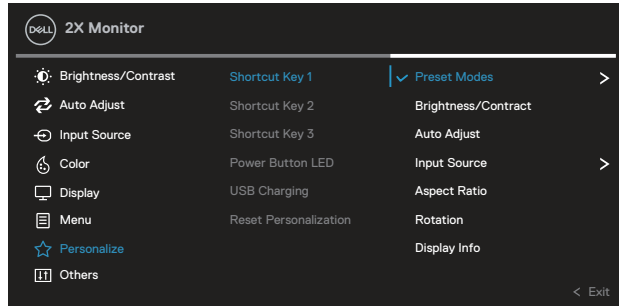 DELL 2X Monitor
Brightness/Contrast
Auto Adjust
Input Source
Color
Display
Menu
Personalize
Others
Shortcut Key 1
Shortcut Key 2
Shortcut Key 3
Power Button LED
USB Charging
Reset Personalization
Preset Modes >
Brightness/Contract
Auto Adjust
Input Source >
Aspect Ratio
Rotation
Display Info
< Exit